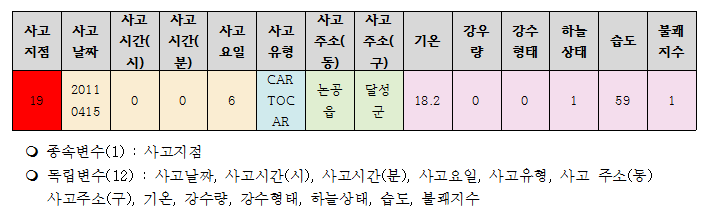 사고 지점 사고 날짜 사고 시간(시) 사고 시간(분) 사고 요일 사고 유형 사고 주소(동) 사고 주소(구) 기온 강우량 강수 형태 하늘 상태 습도 불쾌 지수
19 20110415 0 0 6 CARTOCAR 논공읍 달성군 18.2 0 0 1 59 1
❍ 종속변수(1) : 사고지점
❍ 독립변수(12) : 사고날짜, 사고시간(시), 사고시간(분), 사고요일, 사고유형, 사고 주소(동)
사고주소(구), 기온, 강수량, 강수형태, 하늘상태, 습도, 불쾌지수